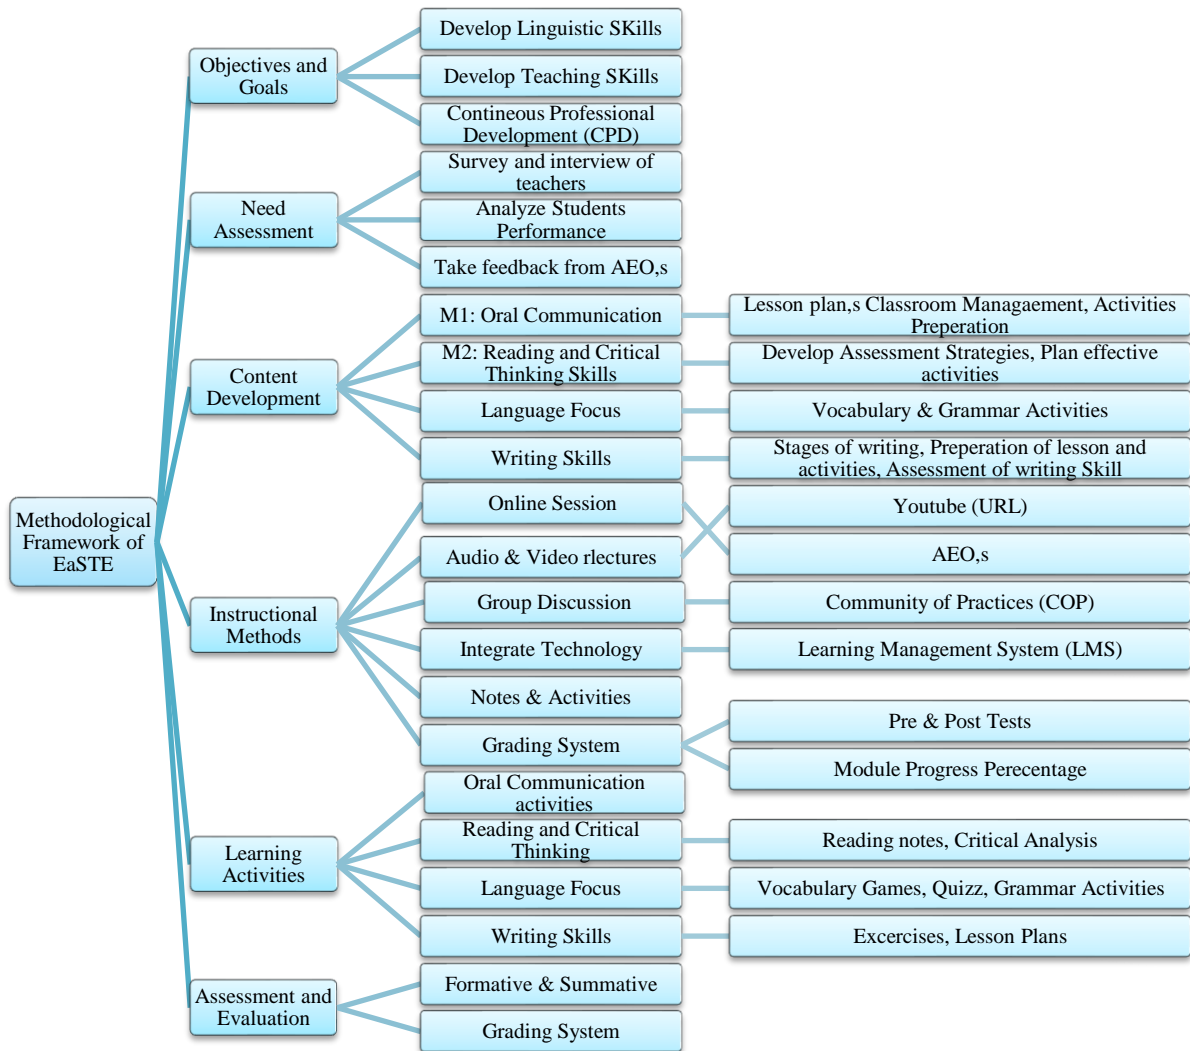 Methodological
Framework of
EaSTE
Objectives and
Goals
Develop Linguistic SKills
Develop Teaching SKills
Contineous Professional
Development (CPD)
Need
Assessment
Survey and interview of
teachers
Analyze Students
Performance
Take feedback from AEO,s
Content
Development
M1: Oral Communication
Lesson plan,s Classroom Managaement, Activities
Preperation
M2: Reading and Critical
Thinking Skills
Develop Assessment Strategies, Plan effective
activities
Language Focus
Vocabulary & Grammar Activities
Writing Skills
Stages of writing, Preperation of lesson and
activities, Assessment of writing Skill
Instructional
Methods
Online Session
Youtube (URL)
Audio & Video rlectures
AEO,s
Group Discussion
Community of Practices (COP)
Integrate Technology
Learning Management System (LMS)
Notes & Activities
Grading System
Pre & Post Tests
Module Progress Perecentage
Learning
Activities
Oral Communication
activities
Reading and Critical
Thinking
Reading notes, Critical Analysis
Language Focus
Vocabulary Games, Quizz, Grammar Activities
Writing Skills
Excercises, Lesson Plans
Assessment and
Evaluation
Formative & Summative
Grading System